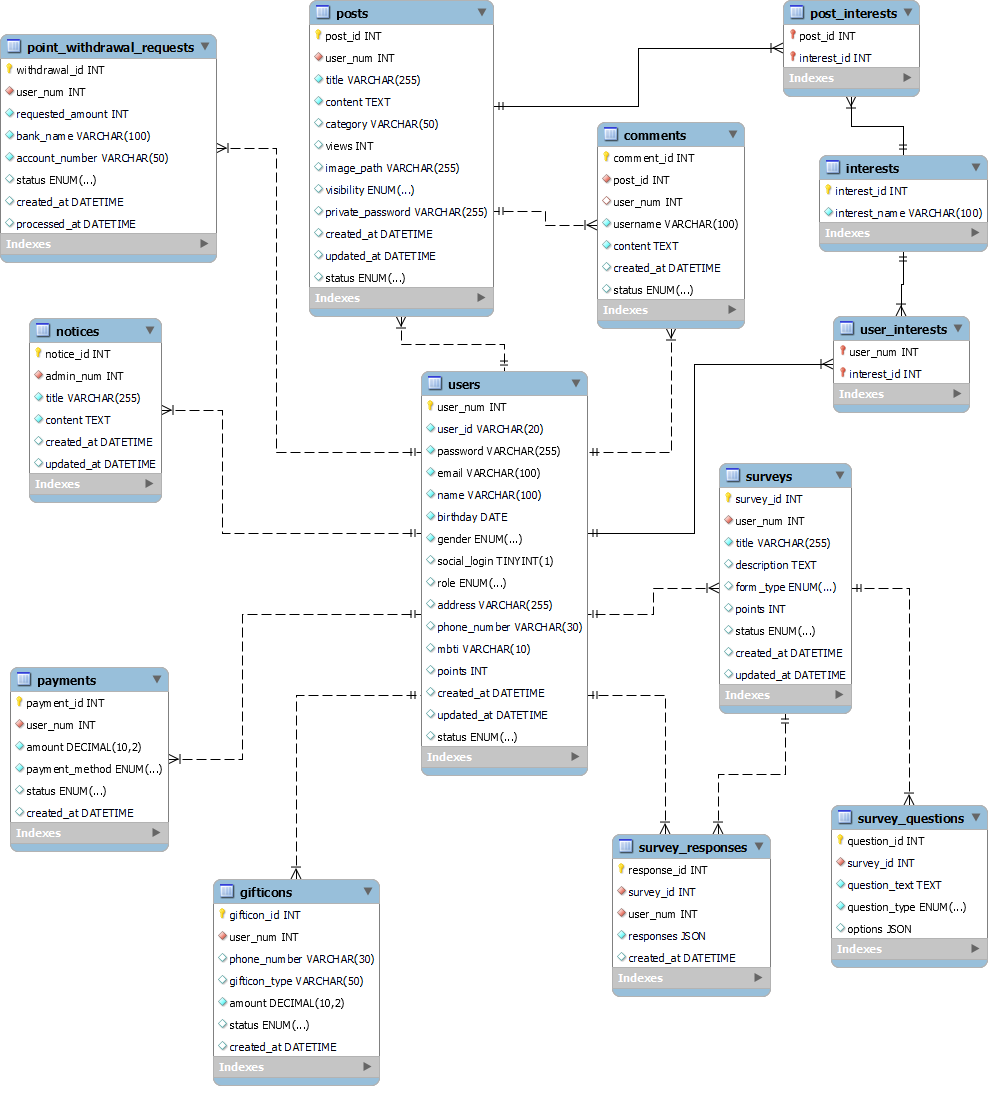 point_withdrawal_requests
withdrawal_id INT
user_num INT
requested_amount INT
bank_name VARCHAR(100)
account_number VARCHAR(50)
status ENUM(...)
created_at DATETIME
processed_at DATETIME
Indexes
posts
post_id INT
user_num INT
title VARCHAR(255)
content TEXT
category VARCHAR(50)
views INT
image_path VARCHAR(255)
visibility ENUM(...)
private_password VARCHAR(255)
created_at DATETIME
updated_at DATETIME
status ENUM(...)
Indexes
post_interests
post_id INT
interest_id INT
Indexes
comments
comment_id INT
post_id INT
user_num INT
username VARCHAR(100)
content TEXT
created_at DATETIME
status ENUM(...)
Indexes
interests
interest_id INT
interest_name VARCHAR(100)
Indexes
notices
notice_id INT
admin_num INT
title VARCHAR(255)
content TEXT
created_at DATETIME
updated_at DATETIME
Indexes
users
user_num INT
user_id VARCHAR(20)
password VARCHAR(255)
email VARCHAR(100)
name VARCHAR(100)
birthday DATE
gender ENUM(...)
social_login TINYINT(1)
role ENUM(...)
address VARCHAR(255)
phone_number VARCHAR(30)
mbti VARCHAR(10)
points INT
created_at DATETIME
updated_at DATETIME
status ENUM(...)
Indexes
user_interests
user_num INT
interest_id INT
Indexes
surveys
survey_id INT
user_num INT
title VARCHAR(255)
description TEXT
form_type ENUM(...)
points INT
status ENUM(...)
created_at DATETIME
updated_at DATETIME
Indexes
payments
payment_id INT
user_num INT
amount DECIMAL(10,2)
payment_method ENUM(...)
status ENUM(...)
created_at DATETIME
Indexes
gifticons
gifticon_id INT
user_num INT
phone_number VARCHAR(30)
gifticon_type VARCHAR(50)
amount DECIMAL(10,2)
status ENUM(...)
created_at DATETIME
Indexes
survey_responses
response_id INT
survey_id INT
user_num INT
responses JSON
created_at DATETIME
Indexes
survey_questions
question_id INT
survey_id INT
question_text TEXT
question_type ENUM(...)
options JSON
Indexes